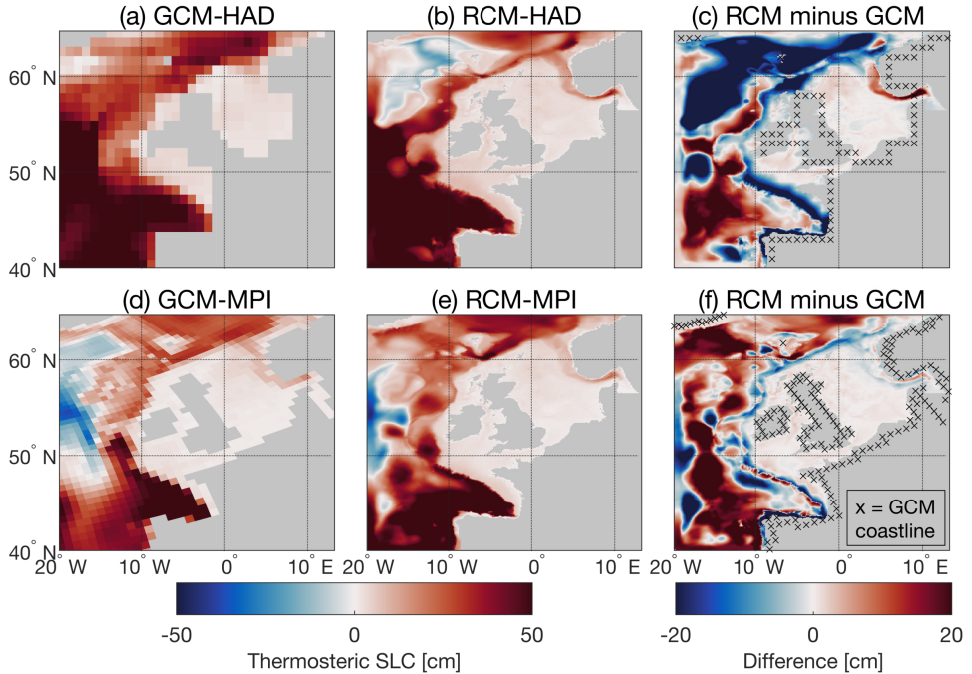 (a) GCM-HAD
(b) RCM-HAD
(c) RCM minus GCM
60° N
50° N
40° N
(d) GCM-MPI
(e) RCM-MPI
(f) RCM minus GCM
60° N
50° N
40° N
x = GCM
coastline
20° W 10° W 0° 10° E
20° W 10° W 0° 10° E
20° W 10° W 0° 10° E
-50 0 50
Thermosteric SLC [cm]
-20 0 20
Difference [cm]